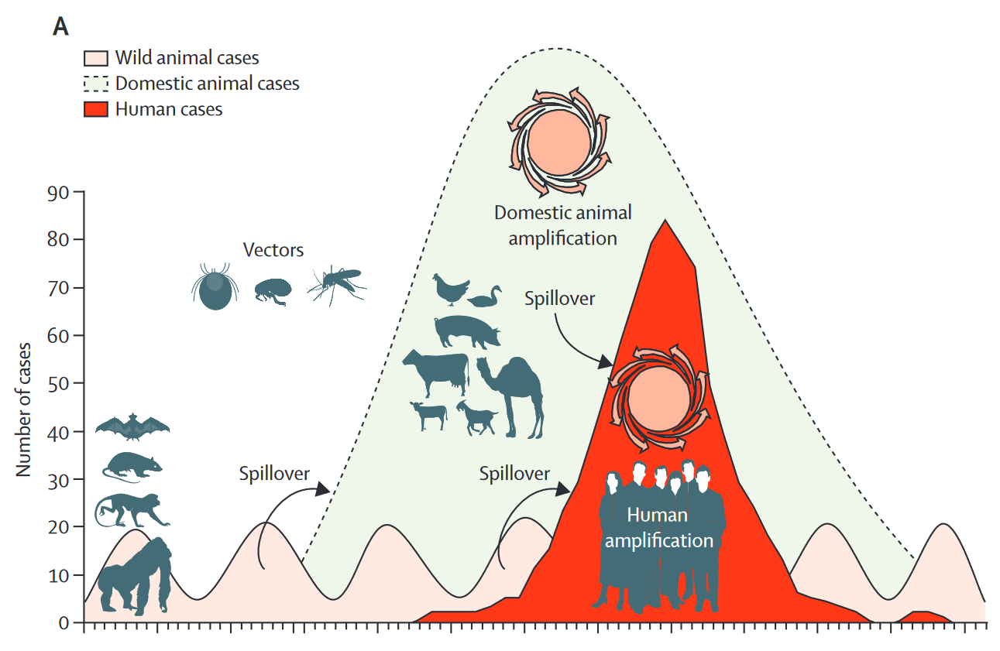 A
Wild animal cases
Domestic animal cases
Human cases
Number of cases
90
80
70
60
50
40
30
20
10
0
Vectors
Domestic animal
amplification
Spillover
Spillover
Spillover
Human
amplification